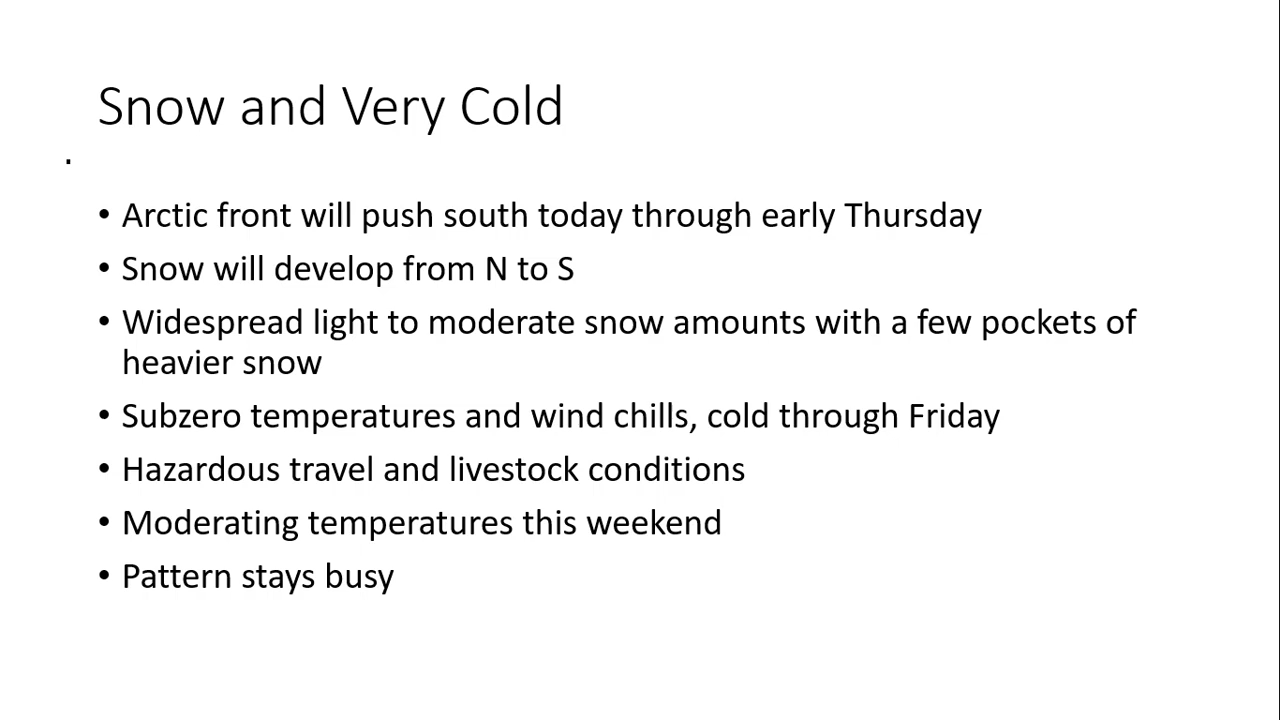 Snow and Very Cold
.
• Arctic front will push south today through early Thursday
• Snow will develop from N to S
• Widespread light to moderate snow amounts with a few pockets of
heavier snow
• Subzero temperatures and wind chills, cold through Friday
• Hazardous travel and livestock conditions
• Moderating temperatures this weekend
• Pattern stays busy